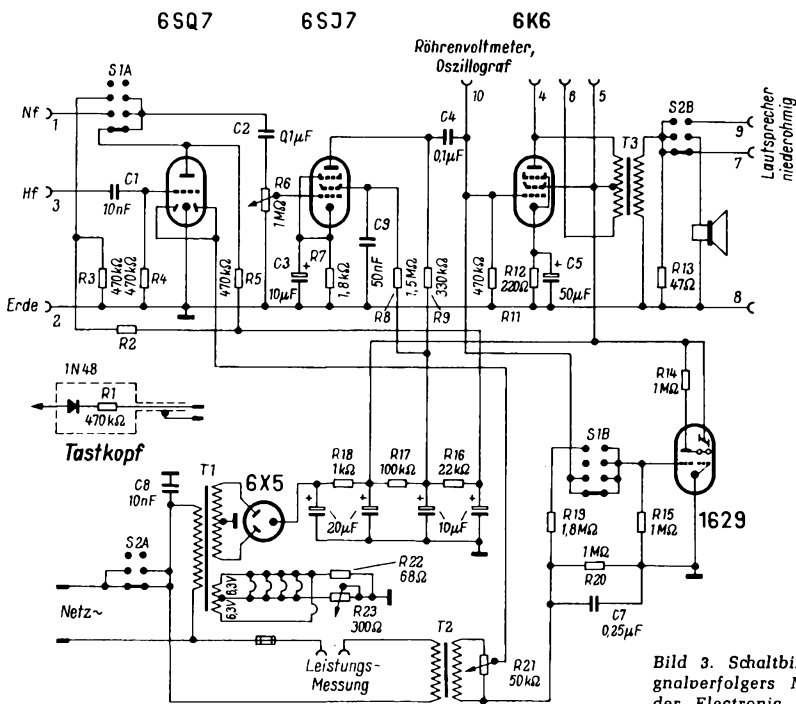 6SQ7 6SJ7 6K6
Röhrenvoltmeter,
Oszillograf
S1A
10 4 6 5
Nf
1
C2
0,1µF
C4
0,1µF
T3
S2B
9
7
Lautsprecher
niederohmig
Hf
3
C1
10nF
R6
1MΩ
C9
R3
470kΩ
R4
470kΩ
R5
470kΩ
C3
10µF
R7
1,8kΩ
50nF
R8
1,5MΩ
R9
330kΩ
470kΩ
R11
R12
220Ω
C5
50µF
R13
47Ω
Erde
2
8
R2
1N48
R1
470kΩ
Tastkopf
R14
1MΩ
S1B
1629
C8
10nF
T1
6X5
R18
1kΩ
R17
100kΩ
R16
22kΩ
20µF
10µF
R19
1,8MΩ
R15
1MΩ
1MΩ
R20
C7
0,25µF
S2A
Netz~
6,3V 6,3V
R22
68Ω
R23
300Ω
T2
Leistungs-
Messung
R21
50kΩ
Bild 3. Schaltbi
gnalverfolgers M
der Electronic